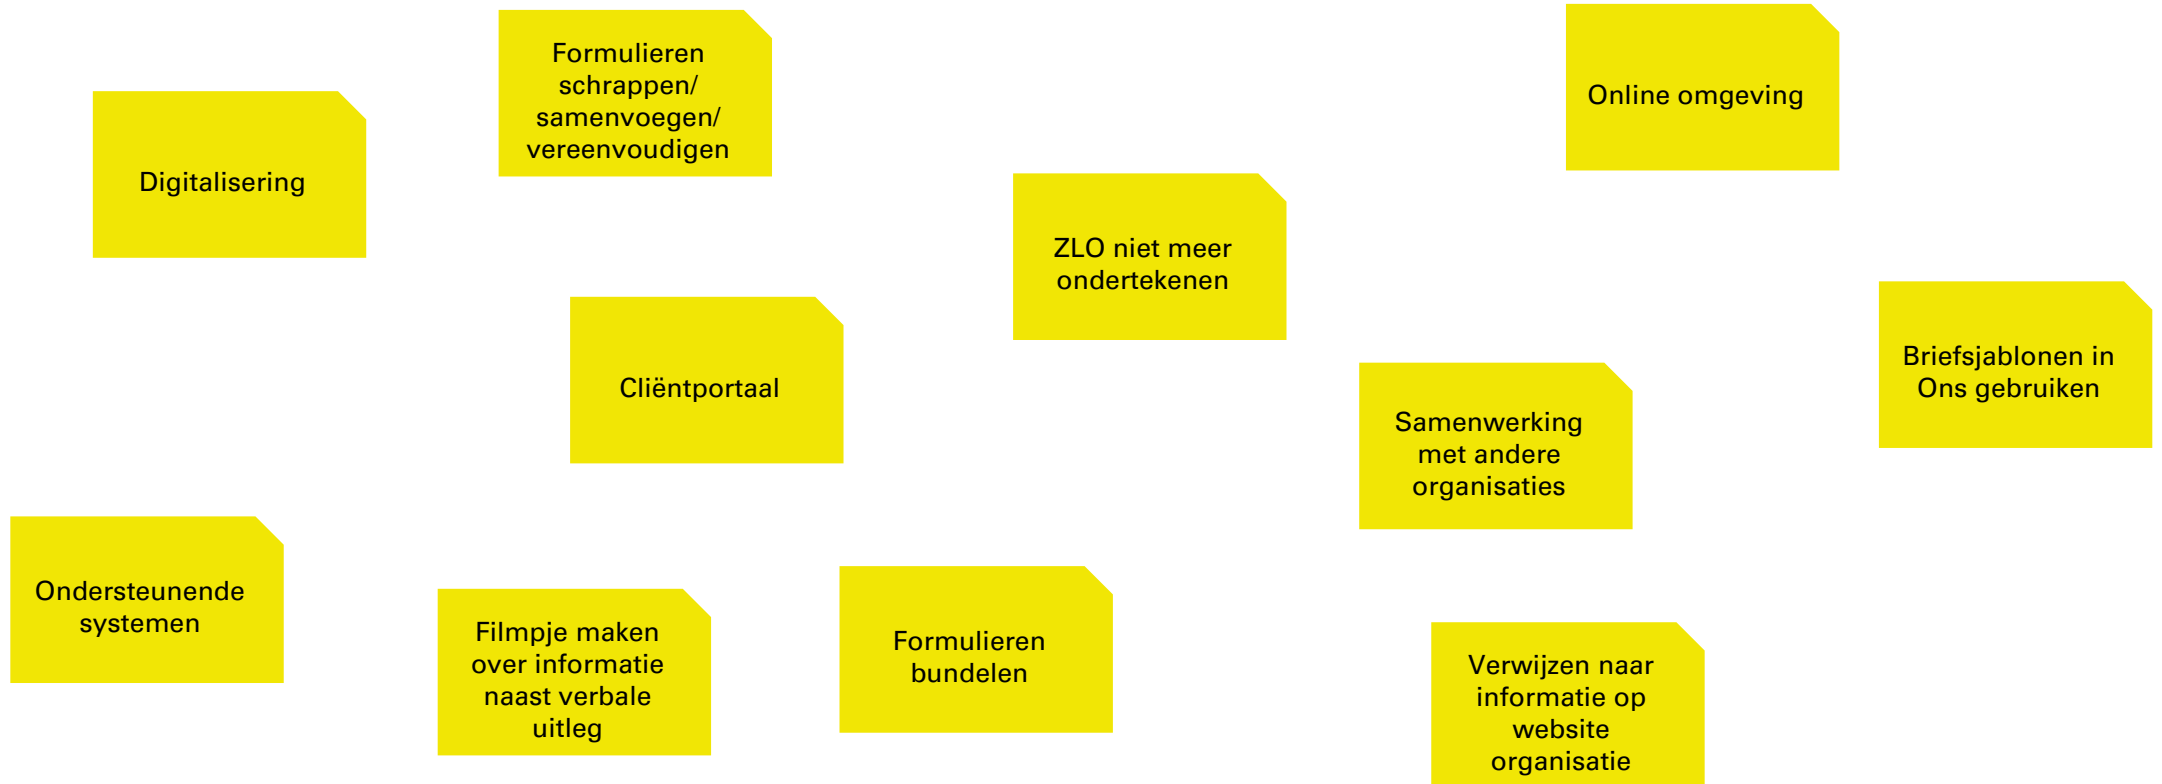 Formulieren
schrappen/
samenvoegen/
vereenvoudigen
Online omgeving
Digitalisering
ZLO niet meer
ondertekenen
Cliëntportaal
Briefsjablonen in
Ons gebruiken
Samenwerking
met andere
organisaties
Ondersteunende
systemen
Filmpje maken
over informatie
naast verbale
uitleg
Formulieren
bundelen
Verwijzen naar
informatie op
website
organisatie